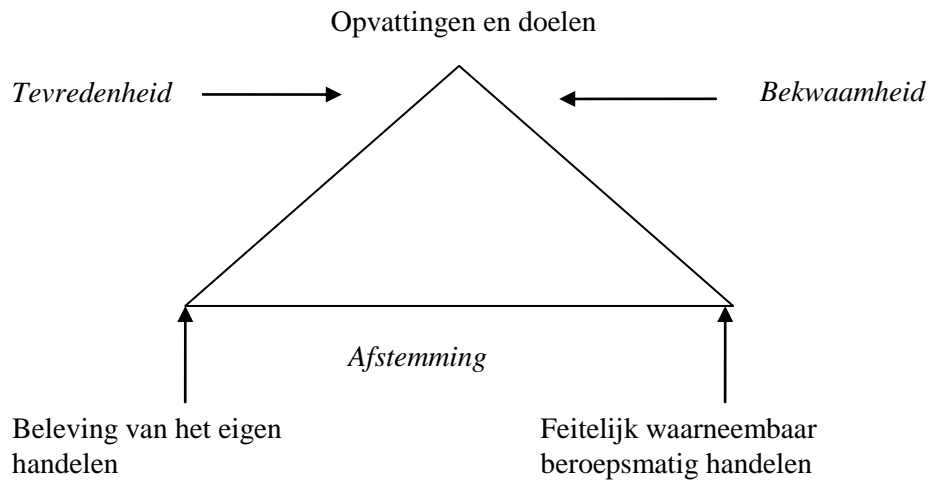 Opvattingen en doelen
Tevredenheid
Bekwaamheid
Afstemming
Beleving van het eigen
handelen
Feitelijk waarneembaar
beroepsmatig handelen